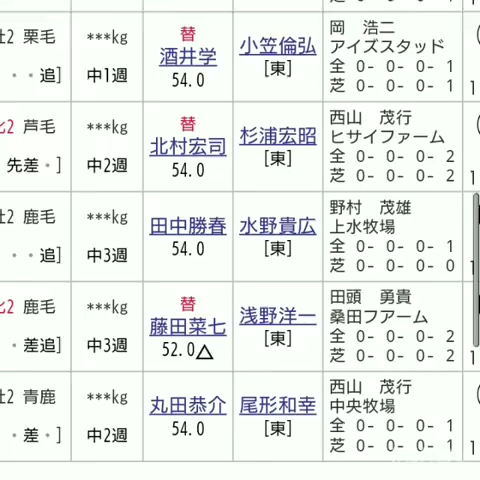 牡2 栗毛
***kg
替
酒井学
54.0
小笠倫弘
[東]
岡 浩二
アイズスタッド
全 0- 0- 0- 1
芝 0- 0- 0- 1
・・追]
中1週
1
牝2 芦毛
***kg
替
北村宏司
54.0
杉浦宏昭
[東]
西山 茂行
ヒサイファーム
全 0- 0- 0- 2
芝 0- 0- 0- 2
先差・]
中2週
1
牡2 鹿毛
***kg
田中勝春
54.0
水野貴広
[東]
野村 茂雄
上水牧場
全 0- 0- 0- 1
芝 0- 0- 0- 0
・・追]
中3週
牝2 鹿毛
***kg
替
藤田菜七
52.0△
浅野洋一
[東]
田頭 勇貴
桑田フアーム
全 0- 0- 0- 2
芝 0- 0- 0- 2
・差追]
中3週
1
牡2 青鹿
***kg
丸田恭介
54.0
尾形和幸
[東]
西山 茂行
中央牧場
全 0- 0- 0- 1
芝 0- 0- 0- 1
・差・]
中2週
1